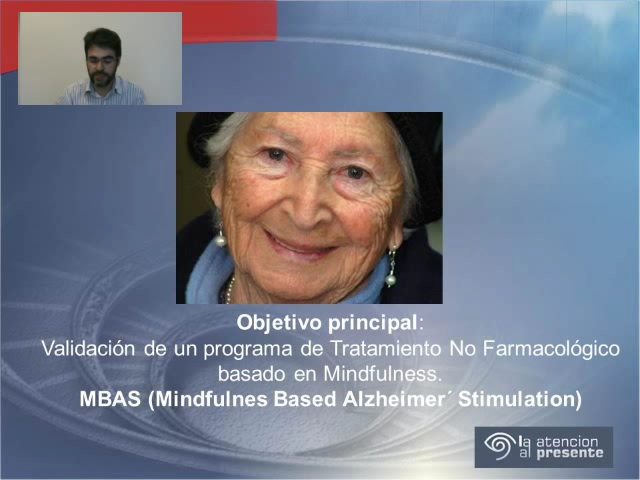 Objetivo principal:
Validación de un programa de Tratamiento No Farmacológico
basado en Mindfulness.
MBAS (Mindfulnes Based Alzheimer´ Stimulation)
la atencion
al presente